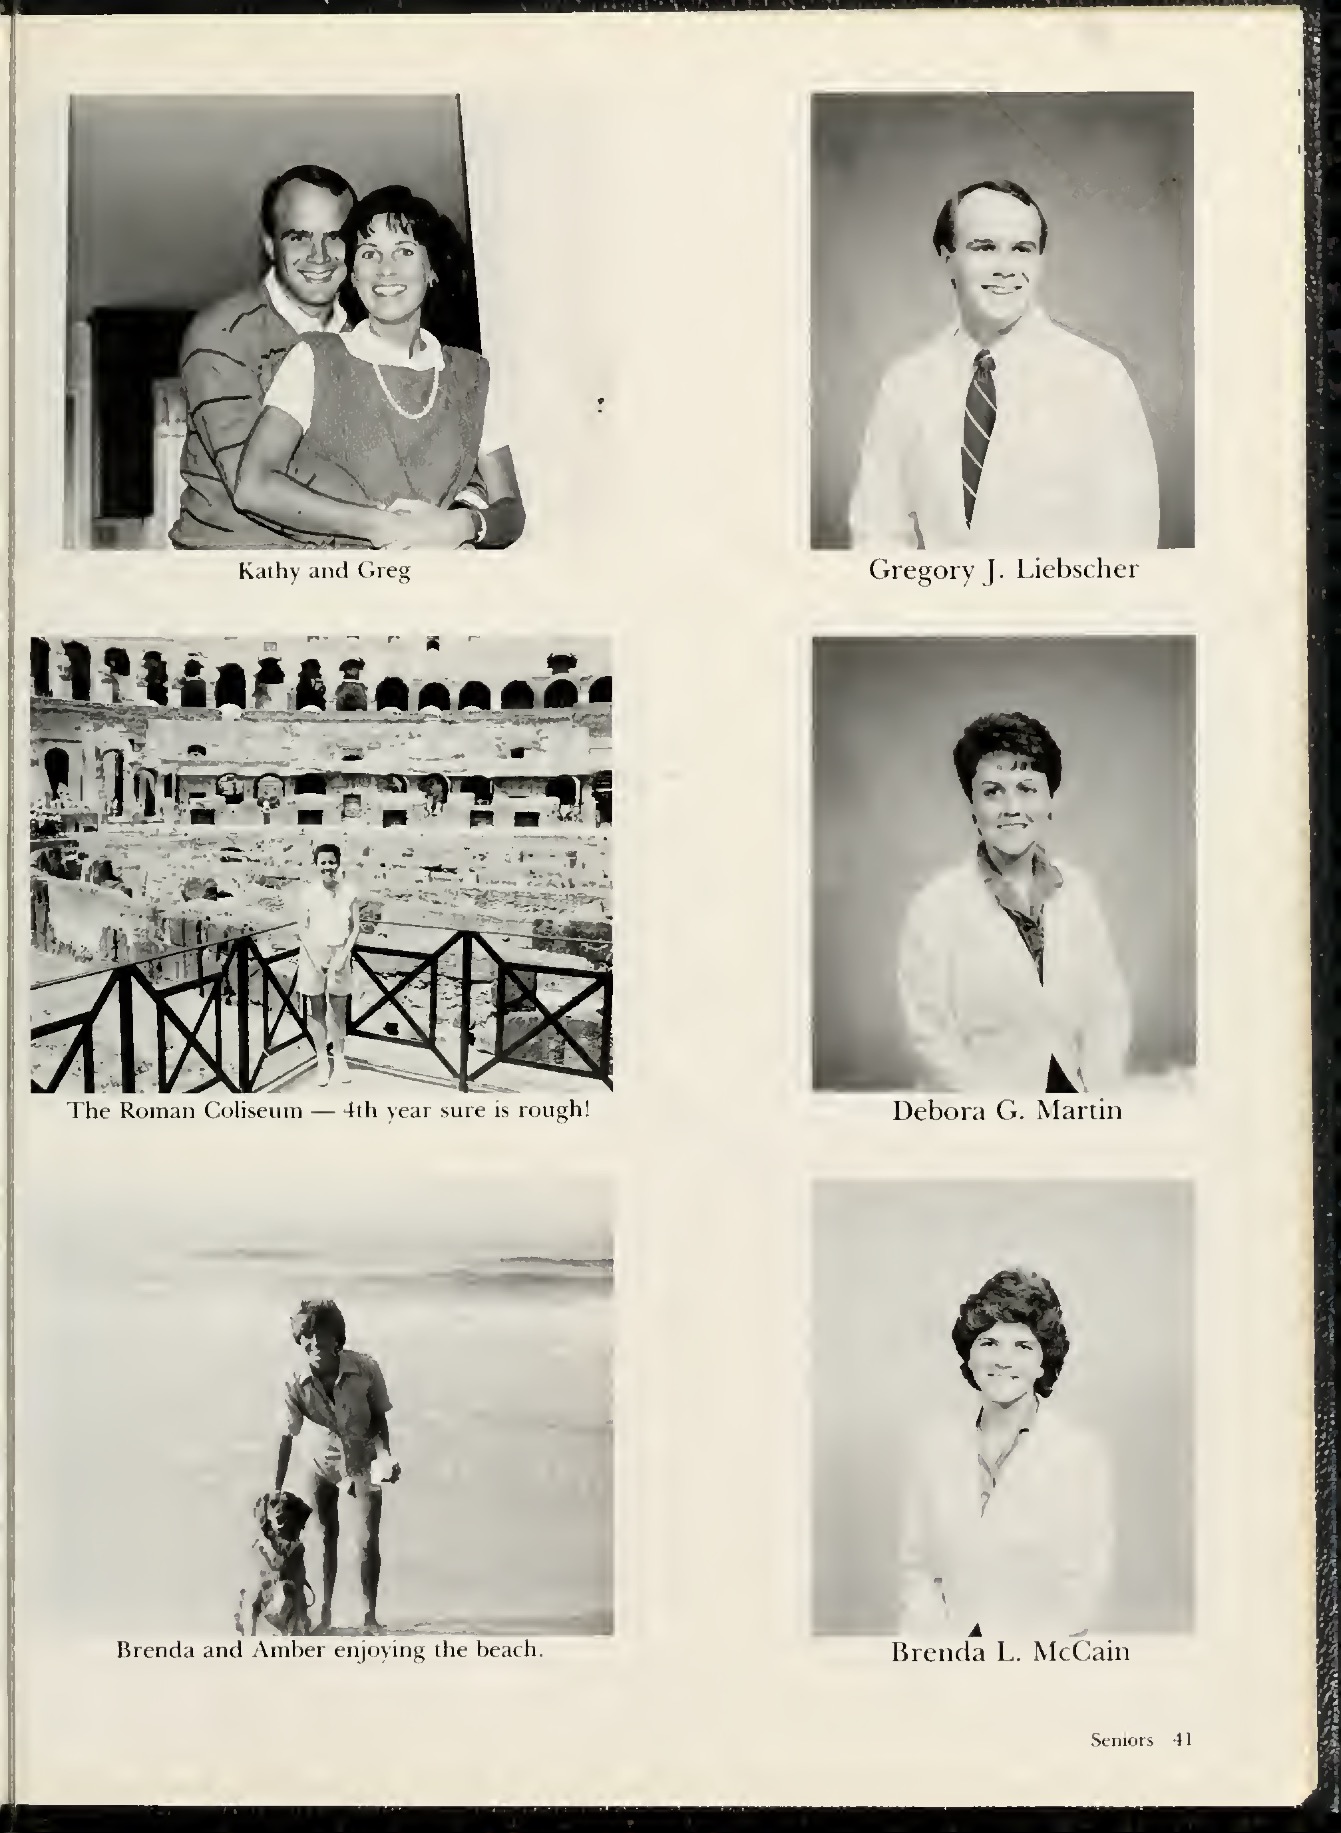 Kathy and Greg
Gregory J. Liebscher
The Roman Coliseum — 4th year sure is rough!
Debora G. Martin
Brenda and Amber enjoying the beach.
Brenda L. McCain
Seniors 41